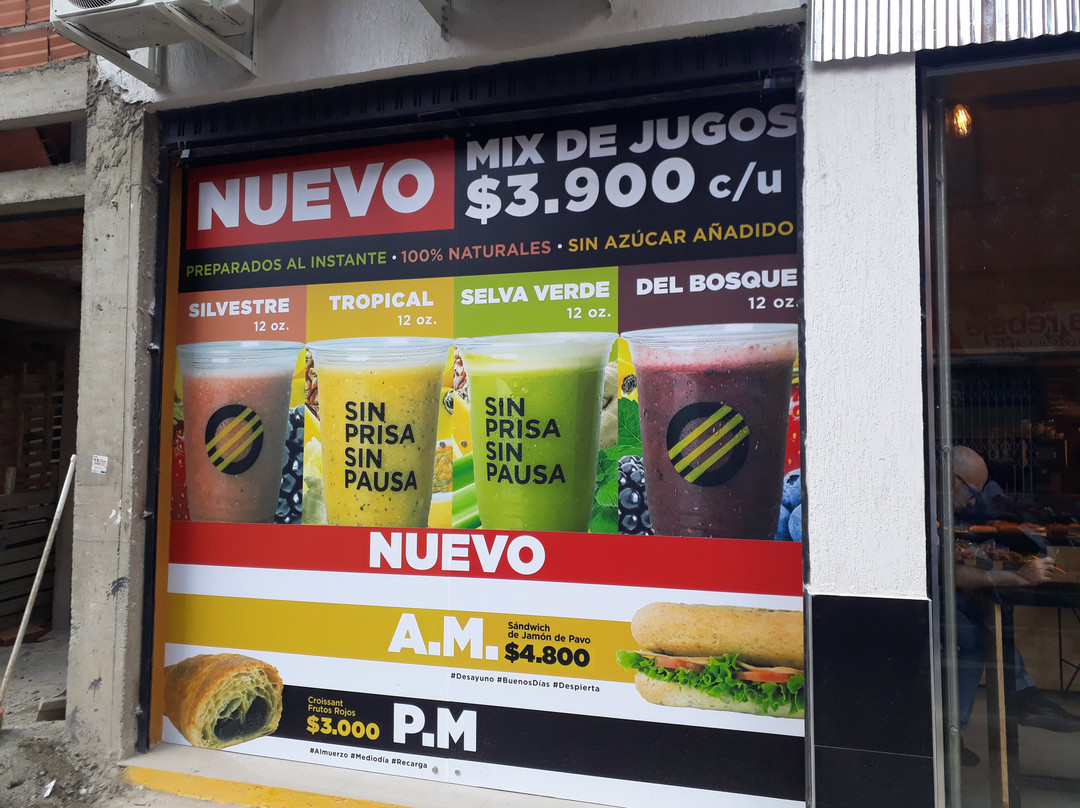 NUEVO
MIX DE JUGOS
$3.900 c/u
PREPARADOS AL INSTANTE • 100% NATURALES • SIN AZÚCAR AÑADIDO
SILVESTRE
12 oz.
TROPICAL
12 oz.
SELVA VERDE
12 oz.
DEL BOSQUE
12 oz.
SIN
PRISA
SIN
PAUSA
SIN
PRISA
SIN
PAUSA
NUEVO
A.M.
Sándwich
de Jamón de Pavo
$4.800
#Desayuno #BuenosDías #Despierta
Croissant
Frutos Rojos
$3.000
P.M
#Almuerzo #Mediodía #Recarga